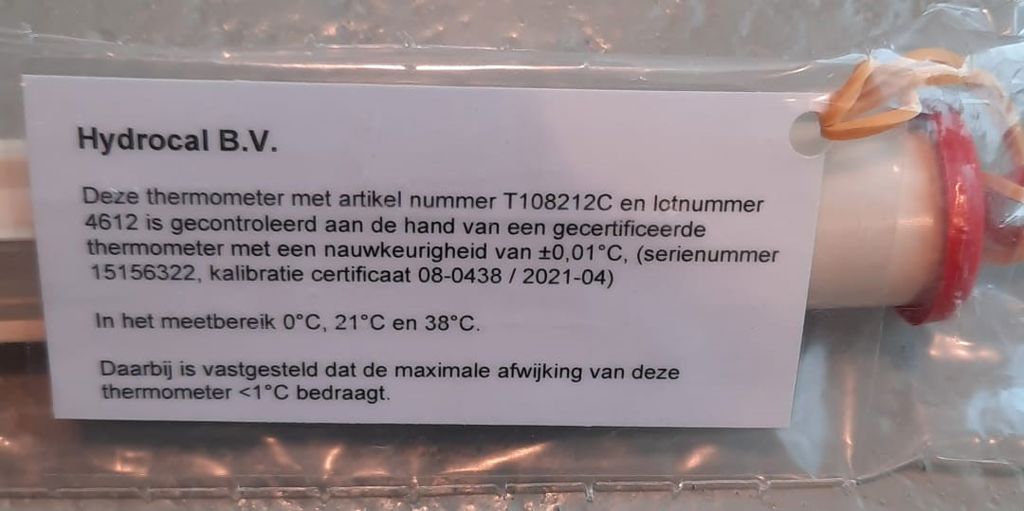 Hydrocal B.V.
Deze thermometer met artikel nummer T108212C en lotnummer
4612 is gecontroleerd aan de hand van een gecertificeerde
thermometer met een nauwkeurigheid van ±0,01°C, (serienummer
15156322, kalibratie certificaat 08-0438 / 2021-04)
In het meetbereik 0°C, 21°C en 38°C.
Daarbij is vastgesteld dat de maximale afwijking van deze
thermometer <1°C bedraagt.